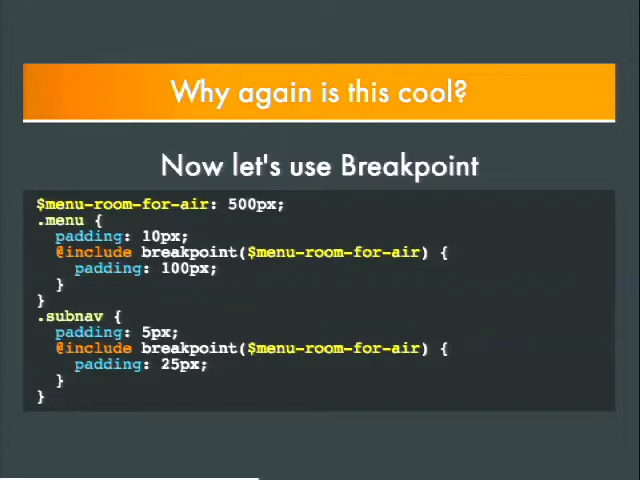 Why again is this cool?
Now let's use Breakpoint
$menu-room-for-air: 500px;
.menu {
  padding: 10px;
  @include breakpoint($menu-room-for-air) {
    padding: 100px;
  }
}
.subnav {
  padding: 5px;
  @include breakpoint($menu-room-for-air) {
    padding: 25px;
  }
}